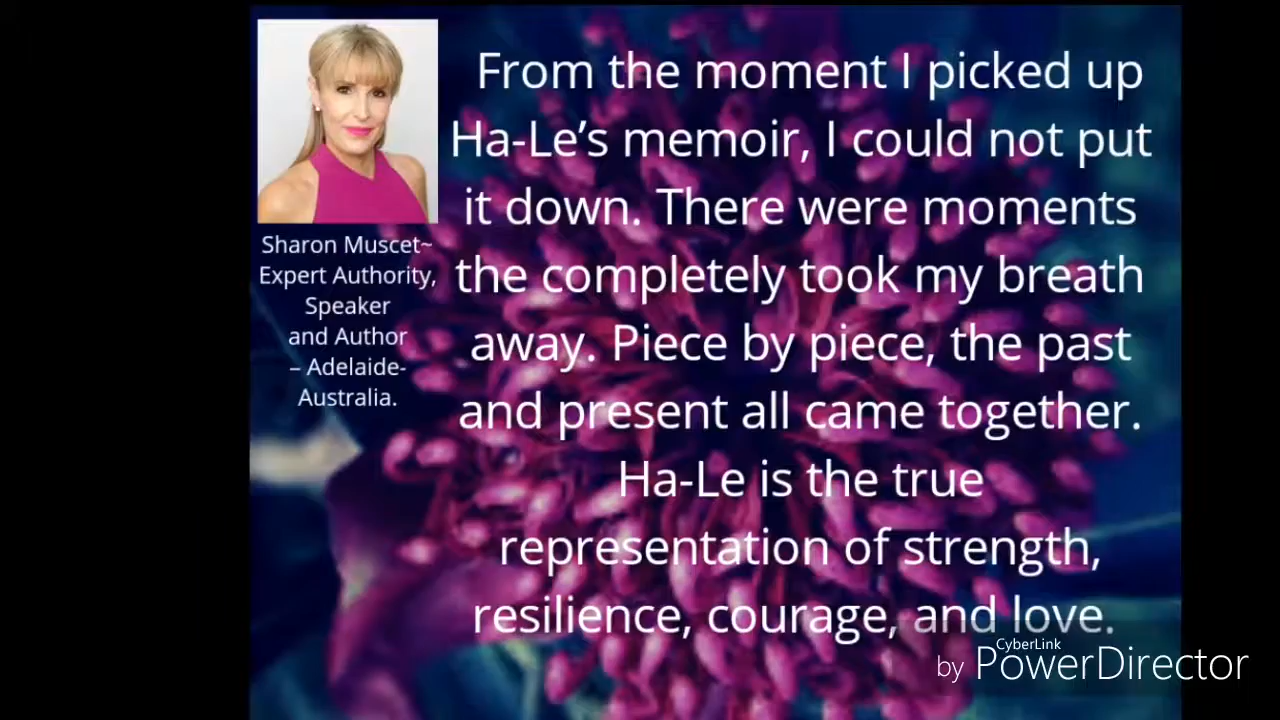 Sharon Muscet~
Expert Authority,
Speaker
and Author
– Adelaide-
Australia.
From the moment I picked up
Ha-Le’s memoir, I could not put
it down. There were moments
the completely took my breath
away. Piece by piece, the past
and present all came together.
Ha-Le is the true
representation of strength,
resilience, courage, and love.
CyberLink
by PowerDirector